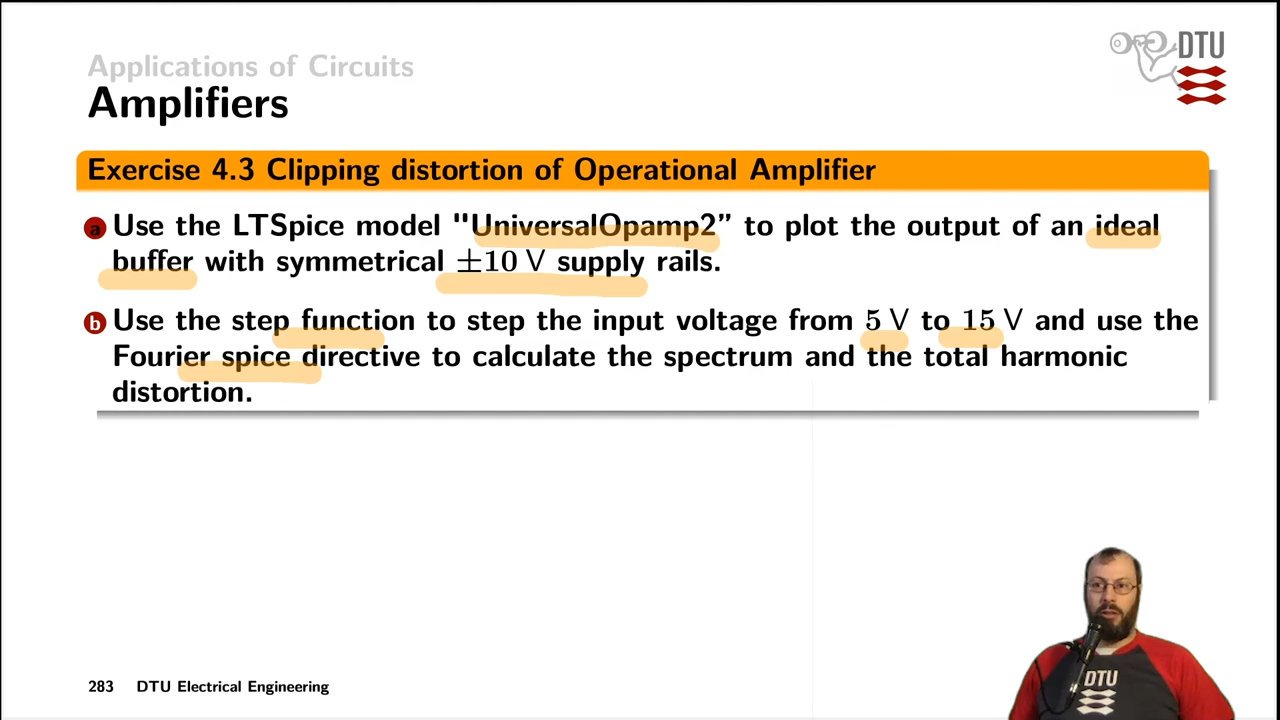 Applications of Circuits
DTU
Amplifiers
Exercise 4.3 Clipping distortion of Operational Amplifier
a Use the LTSpice model "UniversalOpamp2” to plot the output of an ideal
buffer with symmetrical ±10 V supply rails.
b Use the step function to step the input voltage from 5 V to 15 V and use the
Fourier spice directive to calculate the spectrum and the total harmonic
distortion.
DTU
283 DTU Electrical Engineering